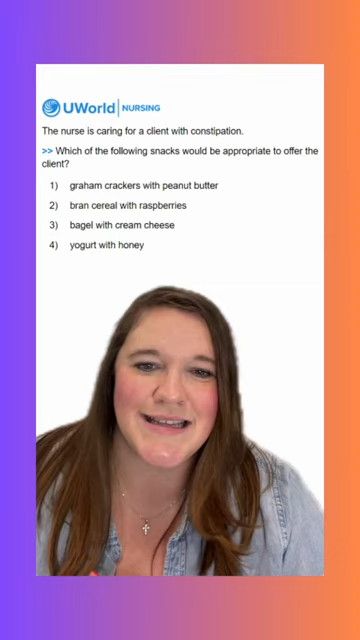 UWorld NURSING
The nurse is caring for a client with constipation.
>> Which of the following snacks would be appropriate to offer the
client?
1) graham crackers with peanut butter
2) bran cereal with raspberries
3) bagel with cream cheese
4) yogurt with honey